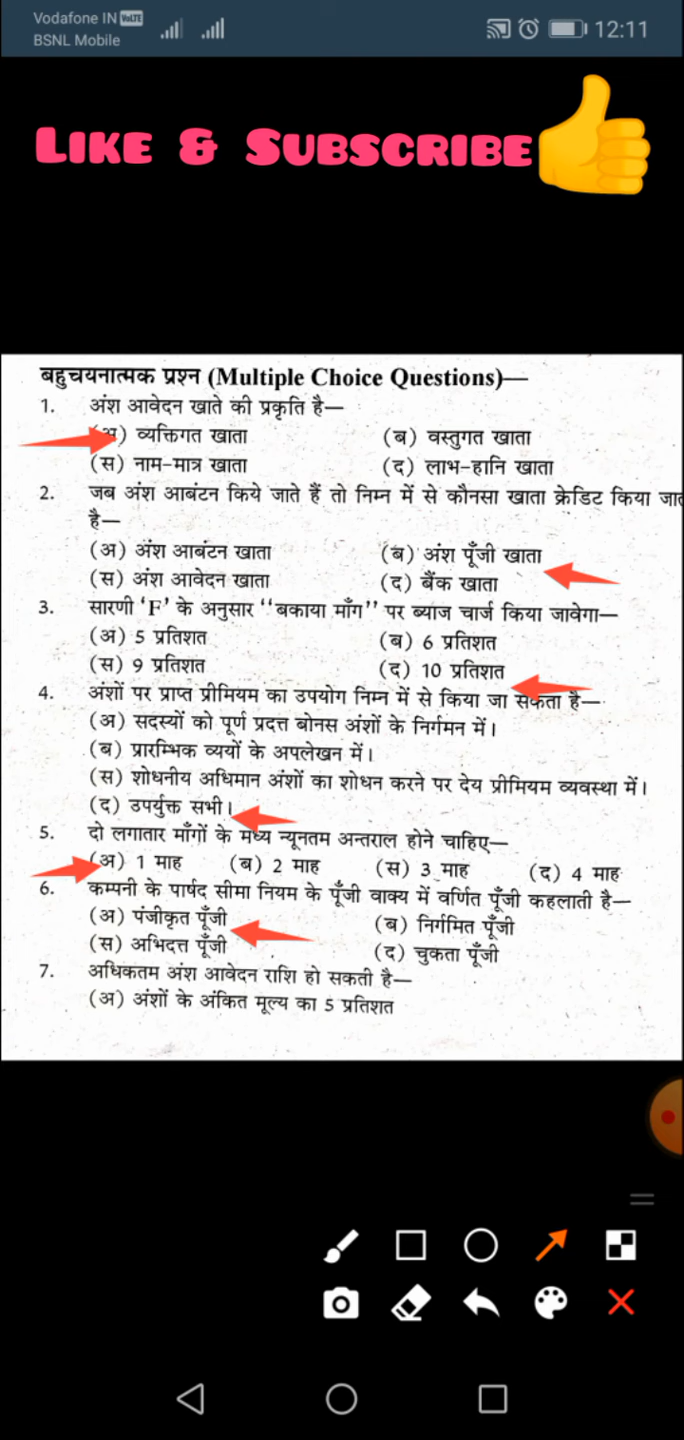 Vodafone IN VoLTE
BSNL Mobile
12:11
LIKE & SUBSCRIBE
बहुचयनात्मक प्रश्न (Multiple Choice Questions)—
1. अंश आवेदन खाते की प्रकृति है—
(अ) व्यक्तिगत खाता (ब) वस्तुगत खाता
(स) नाम-मात्र खाता (द) लाभ-हानि खाता
2. जब अंश आबंटन किये जाते हैं तो निम्न में से कौनसा खाता क्रेडिट किया जात
है—
(अ) अंश आबंटन खाता (ब) अंश पूँजी खाता
(स) अंश आवेदन खाता (द) बैंक खाता
3. सारणी ‘F’ के अनुसार ‘‘बकाया माँग’’ पर ब्याज चार्ज किया जावेगा—
(अ) 5 प्रतिशत (ब) 6 प्रतिशत
(स) 9 प्रतिशत (द) 10 प्रतिशत
4. अंशों पर प्राप्त प्रीमियम का उपयोग निम्न में से किया जा सकता है—
(अ) सदस्यों को पूर्ण प्रदत्त बोनस अंशों के निर्गमन में।
(ब) प्रारम्भिक व्ययों के अपलेखन में।
(स) शोधनीय अधिमान अंशों का शोधन करने पर देय प्रीमियम व्यवस्था में।
(द) उपर्युक्त सभी।
5. दो लगातार माँगों के मध्य न्यूनतम अन्तराल होने चाहिए—
(अ) 1 माह (ब) 2 माह (स) 3 माह (द) 4 माह
6. कम्पनी के पार्षद सीमा नियम के पूँजी वाक्य में वर्णित पूँजी कहलाती है—
(अ) पंजीकृत पूँजी (ब) निर्गमित पूँजी
(स) अभिदत्त पूँजी (द) चुकता पूँजी
7. अधिकतम अंश आवेदन राशि हो सकती है—
(अ) अंशों के अंकित मूल्य का 5 प्रतिशत